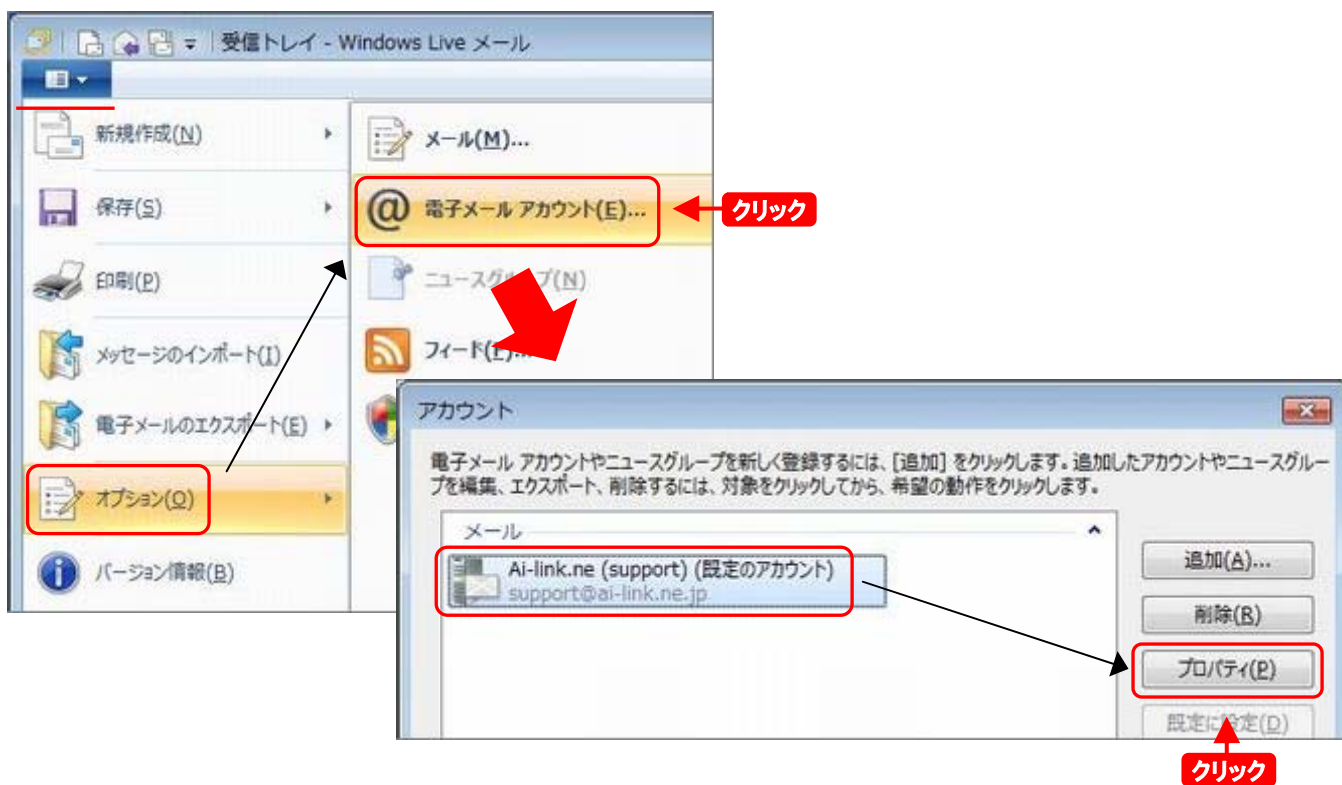 受信トレイ - Windows Live メール
新規作成(N)
保存(S)
印刷(P)
メッセージのインポート(I)
電子メールのエクスポート(E)
オプション(O)
バージョン情報(B)
メール(M)...
電子メール アカウント(E)...
クリック
ニュースグループ(N)
フィード(E)...
アカウント
電子メール アカウントやニュースグループを新しく登録するには、[追加] をクリックします。追加したアカウントやニュースグルー
プを編集、エクスポート、削除するには、対象をクリックしてから、希望の動作をクリックします。
メール
Ai-link.ne (support) (既定のアカウント)
support@ai-link.ne.jp
追加(A)...
削除(R)
プロパティ(P)
既定に設定(D)
クリック